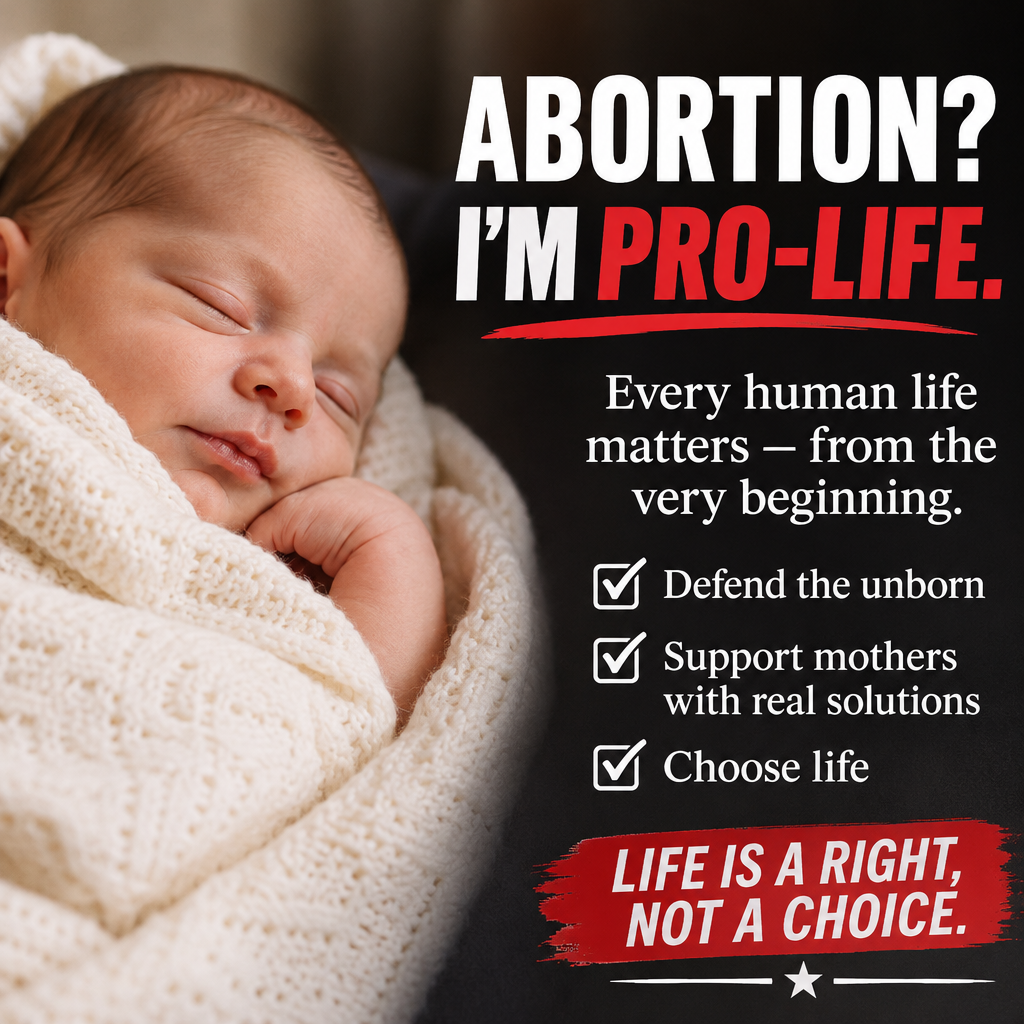 ABORTION?
I'M PRO-LIFE.
Every human life
matters — from the
very beginning.
Defend the unborn
Support mothers
with real solutions
Choose life
LIFE IS A RIGHT,
NOT A CHOICE.